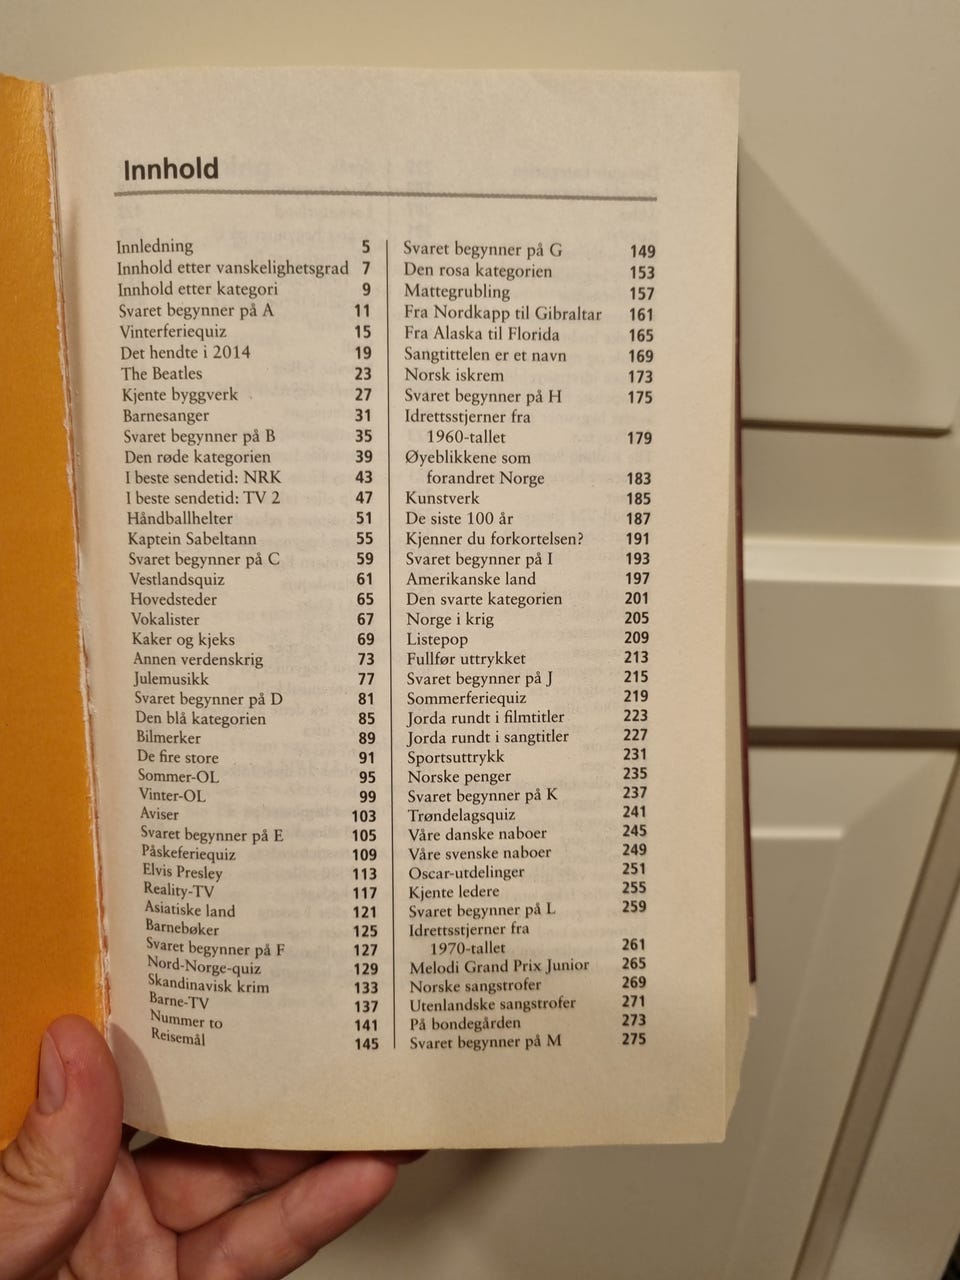 Innhold
Innledning 5
Innhold etter vanskelighetsgrad 7
Innhold etter kategori 9
Svaret begynner på A 11
Vinterferiequiz 15
Det hendte i 2014 19
The Beatles 23
Kjente byggverk 27
Barnesanger 31
Svaret begynner på B 35
Den røde kategorien 39
I beste sendetid: NRK 43
I beste sendetid: TV 2 47
Håndballhelter 51
Kaptein Sabeltann 55
Svaret begynner på C 59
Vestlandsquiz 61
Hovedsteder 65
Vokalister 67
Kaker og kjeks 69
Annen verdenskrig 73
Julemusikk 77
Svaret begynner på D 81
Den blå kategorien 85
Bilmerker 89
De fire store 91
Sommer-OL 95
Vinter-OL 99
Aviser 103
Svaret begynner på E 105
Påskeferiequiz 109
Elvis Presley 113
Reality-TV 117
Asiatiske land 121
Barnebøker 125
Svaret begynner på F 127
Nord-Norge-quiz 129
Skandinavisk krim 133
Barne-TV 137
Nummer to 141
Reisemål 145
Svaret begynner på G 149
Den rosa kategorien 153
Mattegrubling 157
Fra Nordkapp til Gibraltar 161
Fra Alaska til Florida 165
Sangtittelen er et navn 169
Norsk iskrem 173
Svaret begynner på H 175
Idrettsstjerner fra
1960-tallet 179
Øyeblikkene som
forandret Norge 183
Kunstverk 185
De siste 100 år 187
Kjenner du forkortelsen? 191
Svaret begynner på I 193
Amerikanske land 197
Den svarte kategorien 201
Norge i krig 205
Listepop 209
Fullfør uttrykket 213
Svaret begynner på J 215
Sommerferiequiz 219
Jorda rundt i filmtitler 223
Jorda rundt i sangtitler 227
Sportsuttrykk 231
Norske penger 235
Svaret begynner på K 237
Trøndelagsquiz 241
Våre danske naboer 245
Våre svenske naboer 249
Oscar-utdelinger 251
Kjente ledere 255
Svaret begynner på L 259
Idrettsstjerner fra
1970-tallet 261
Melodi Grand Prix Junior 265
Norske sangstrofer 269
Utenlandske sangstrofer 271
På bondegården 273
Svaret begynner på M 275